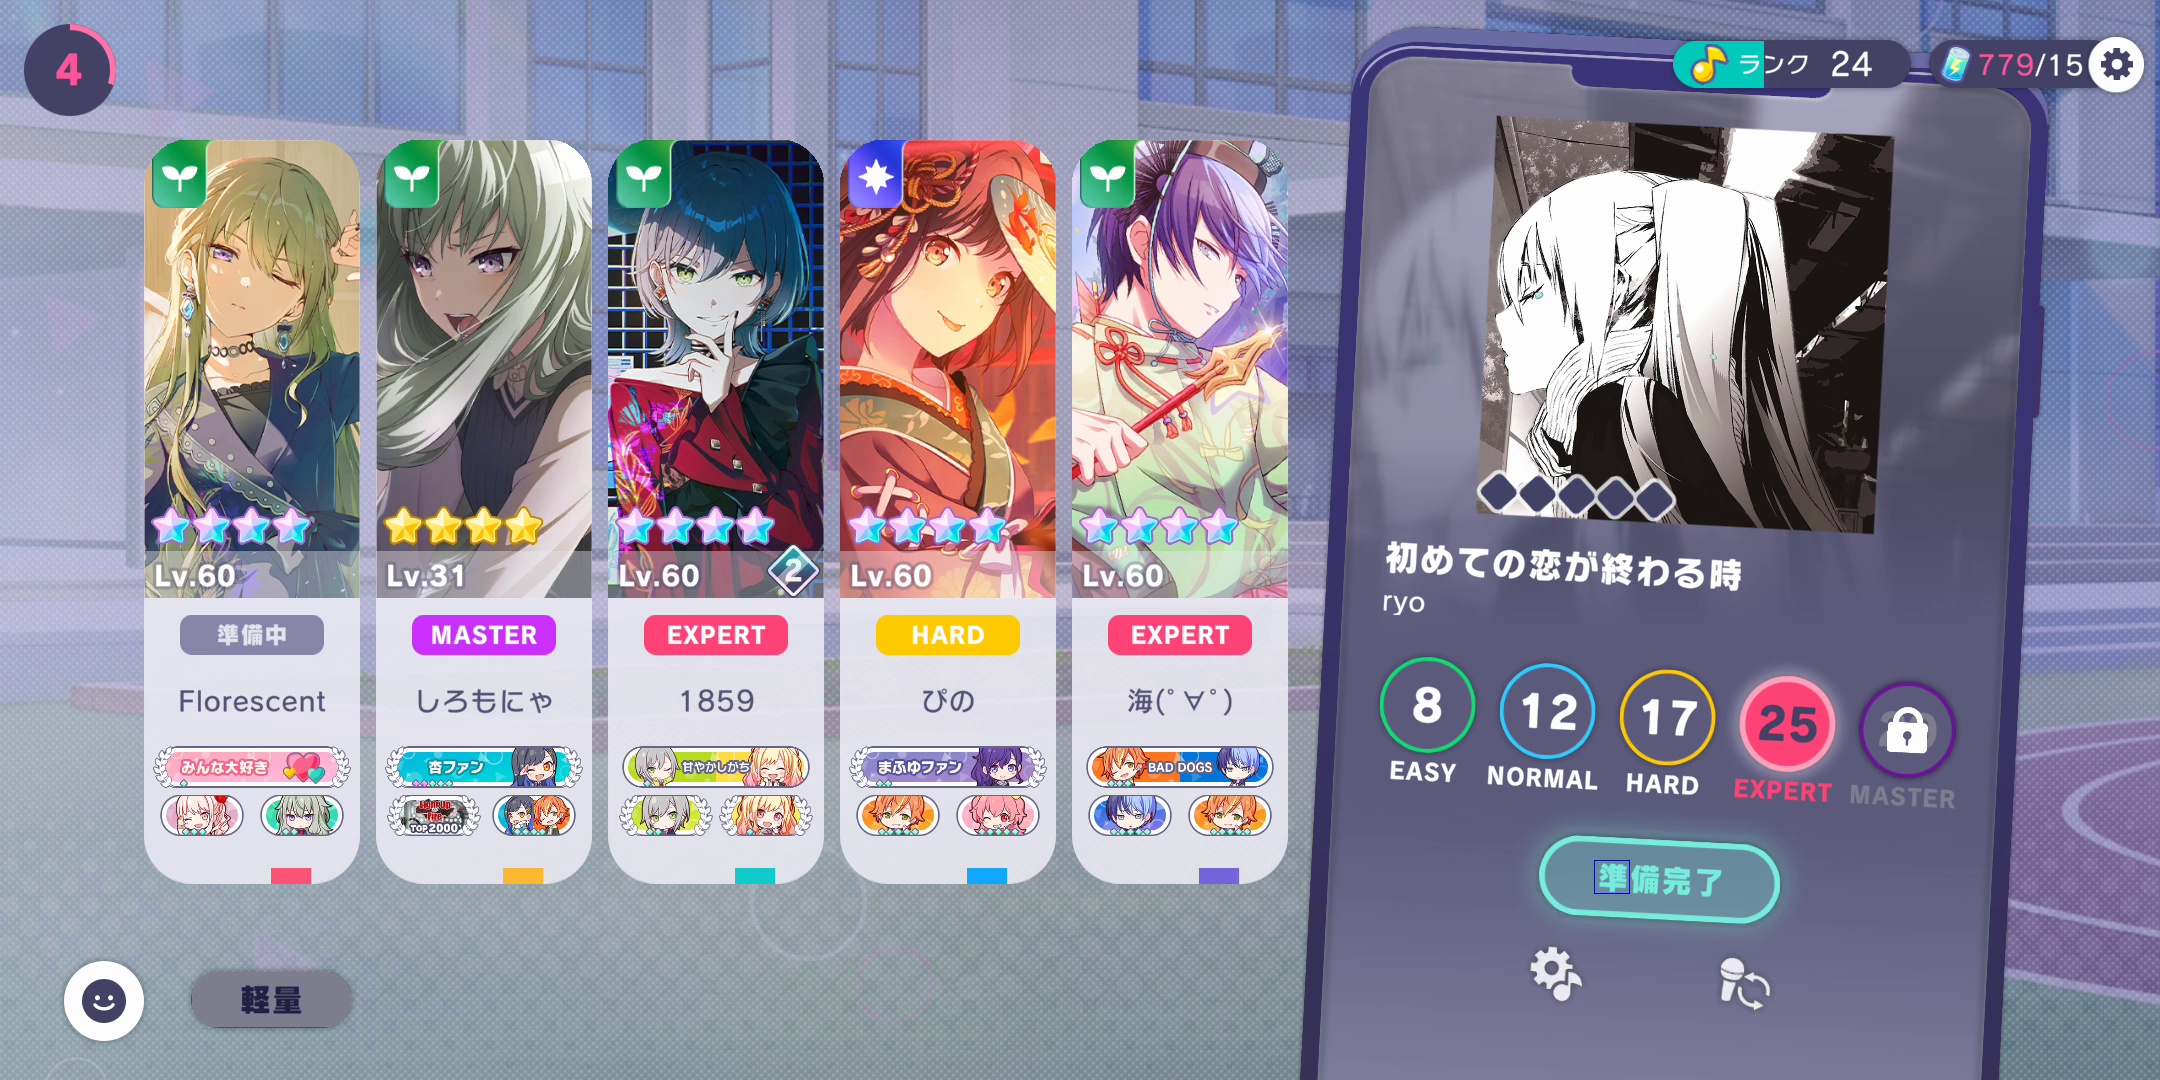 4
ランク 24
779/15
Lv.60
Lv.31
Lv.60
2
Lv.60
Lv.60
準備中
MASTER
EXPERT
HARD
EXPERT
Florescent
しろもにゃ
1859
ぴの
海(ﾟ∀ﾟ)
みんな大好き
杏ファン
甘やかしがち
まふゆファン
BAD DOGS
TOP2000
初めての恋が終わる時
ryo
8
12
17
25
EASY
NORMAL
HARD
EXPERT
MASTER
準備完了
軽量